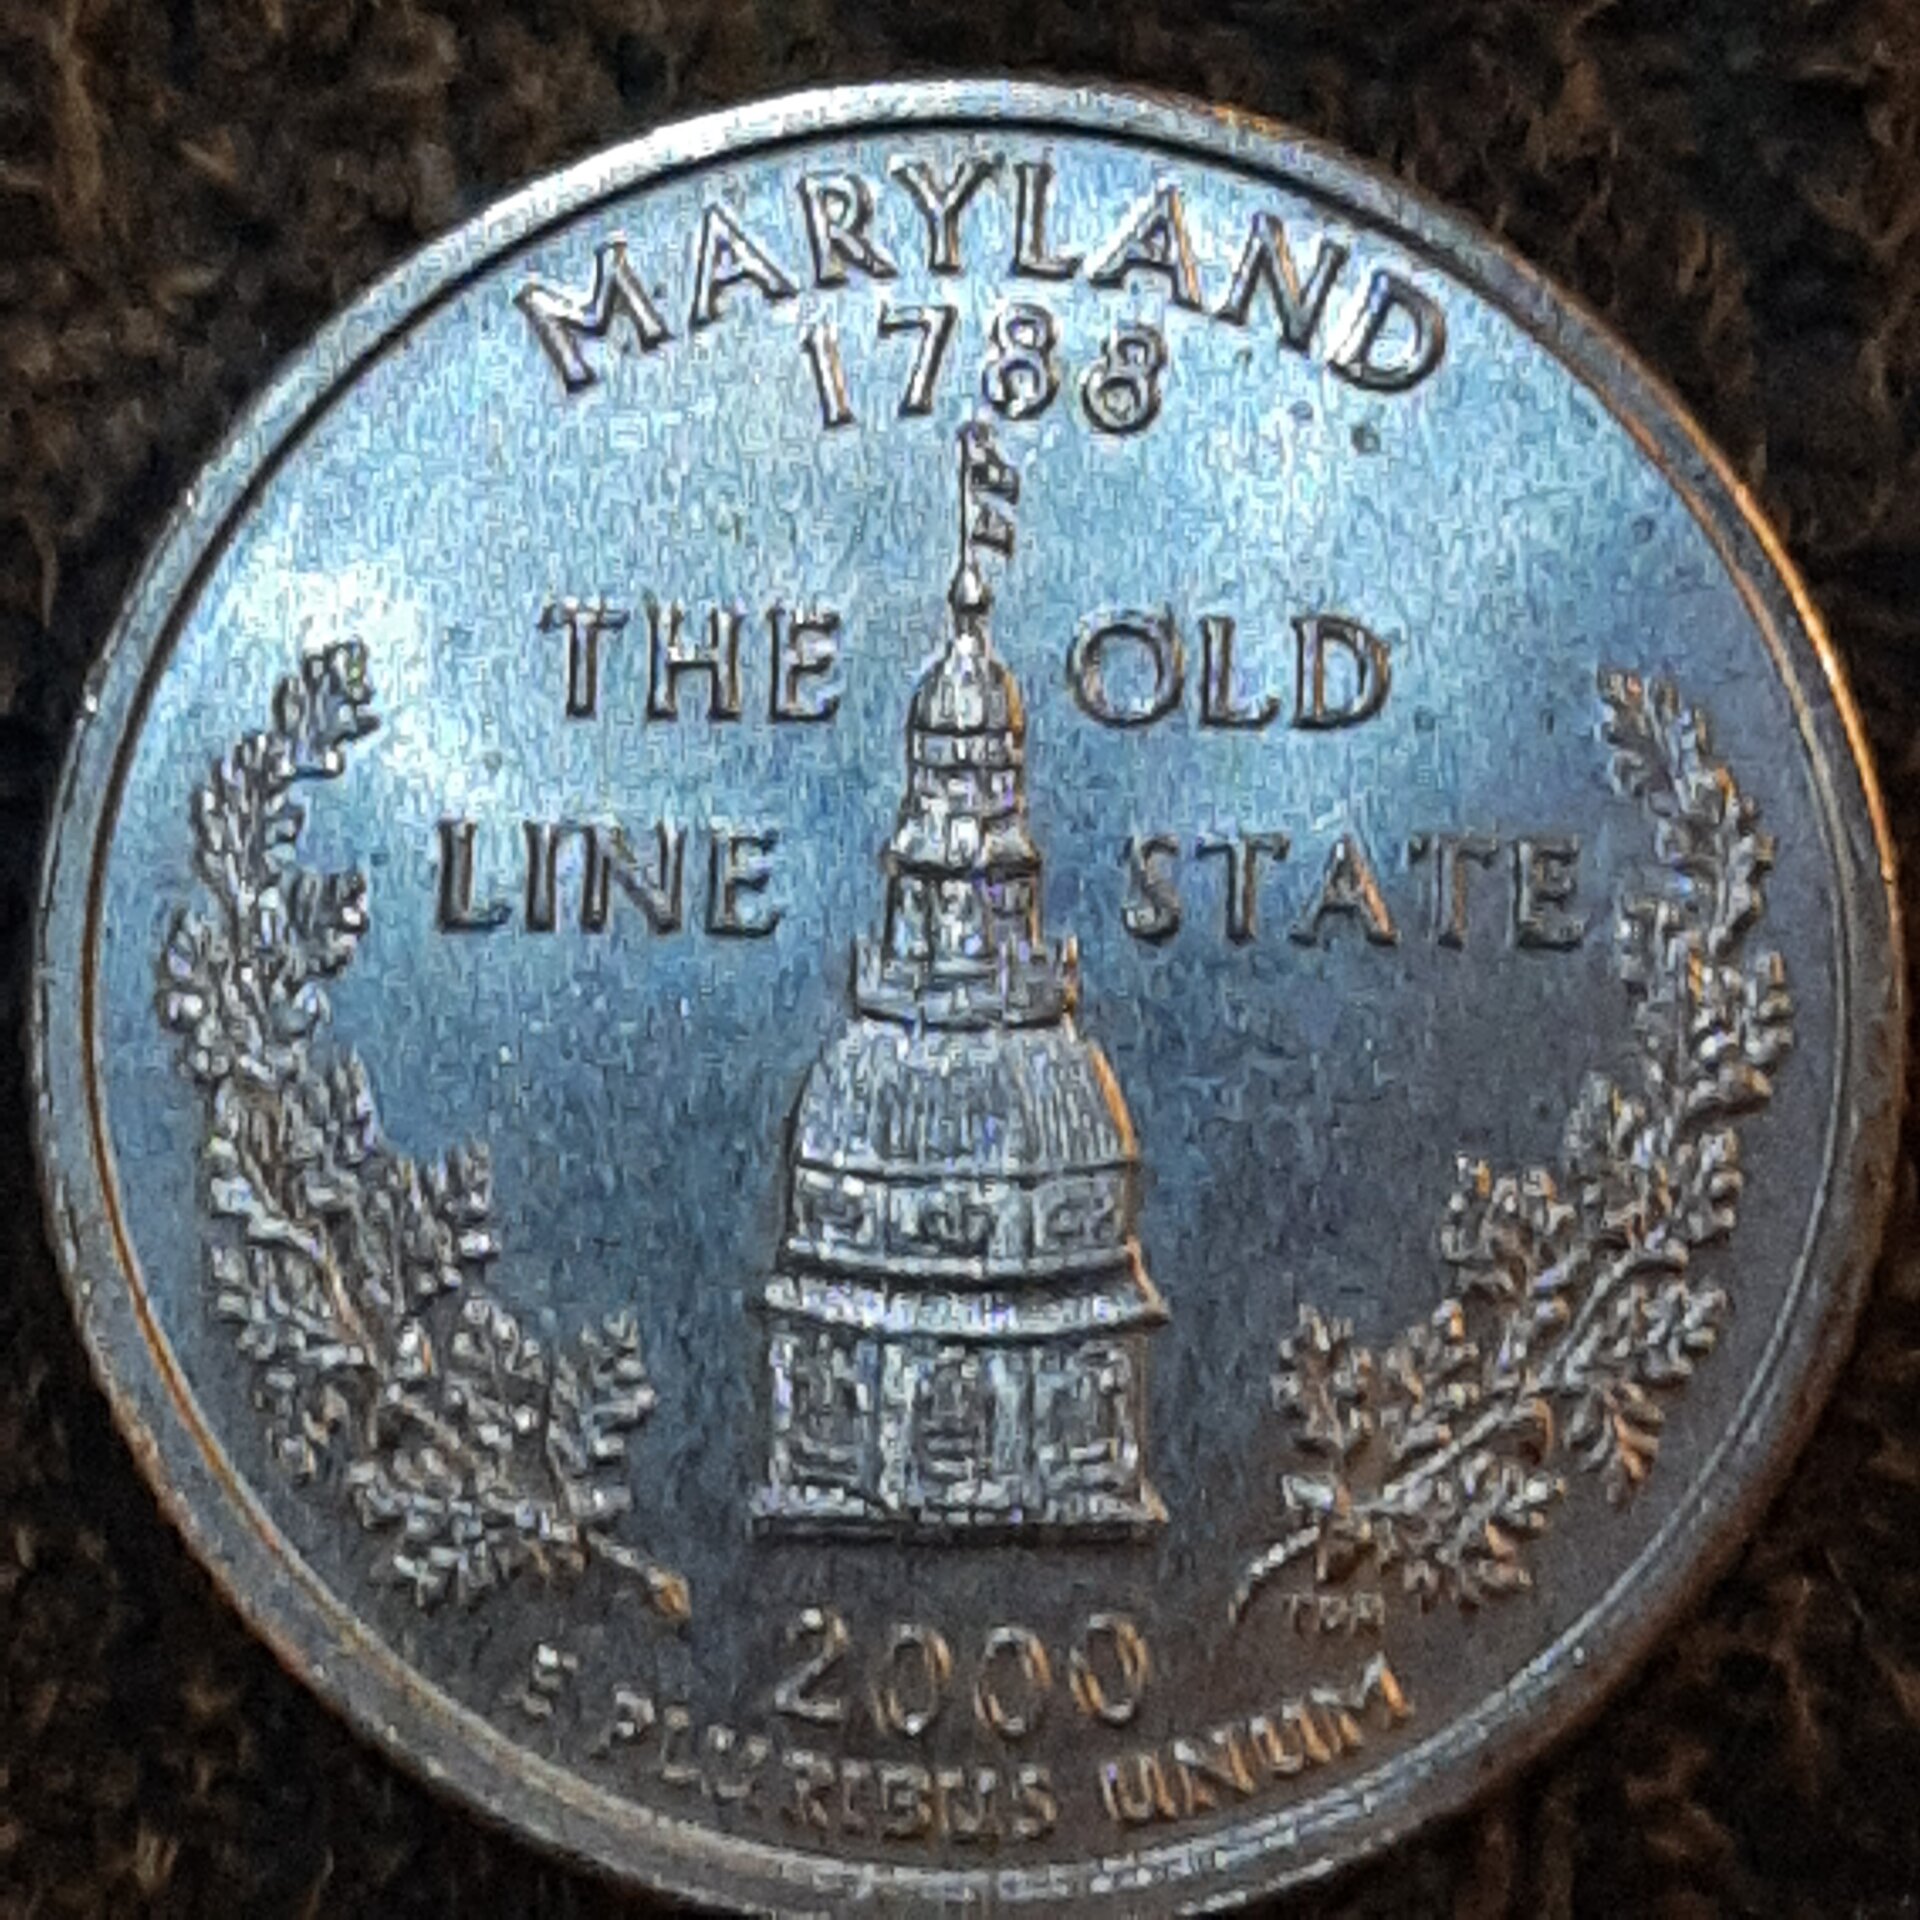 MARYLAND
1788
THE OLD
LINE STATE
2000
TDR
E PLURIBUS UNUM